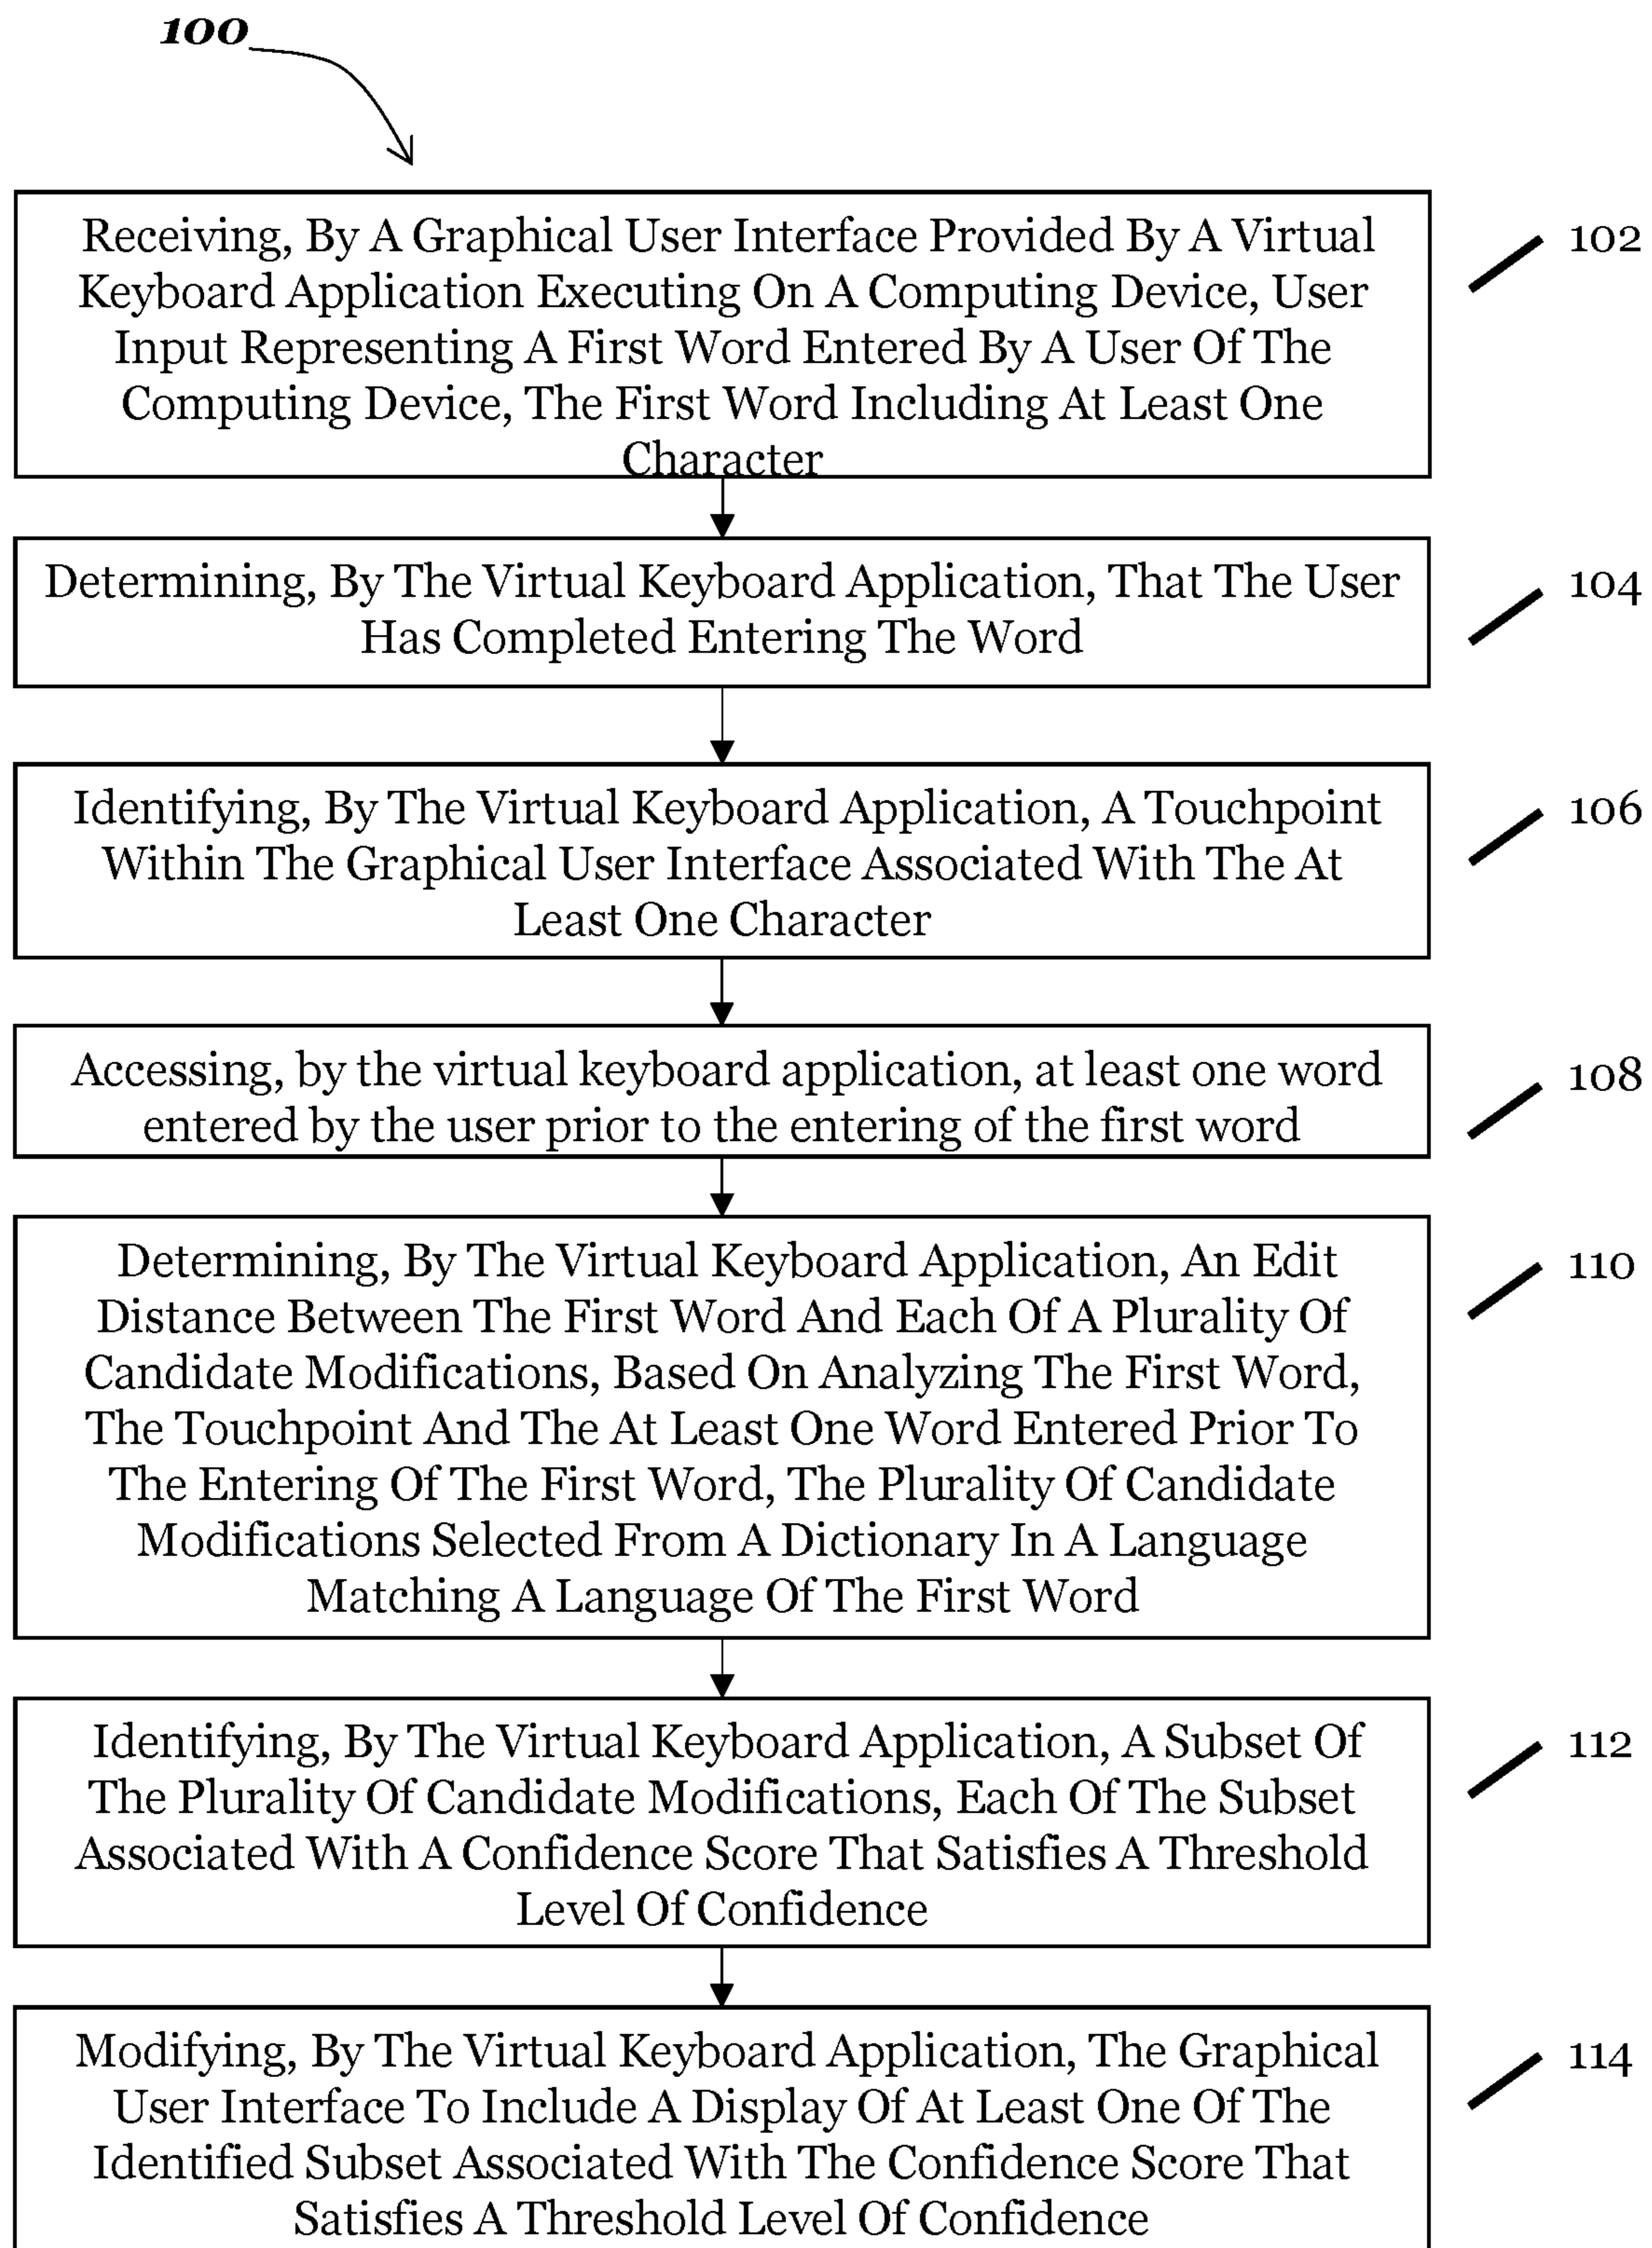 100
Receiving, By A Graphical User Interface Provided By A Virtual
Keyboard Application Executing On A Computing Device, User
Input Representing A First Word Entered By A User Of The
Computing Device, The First Word Including At Least One
Character
102
Determining, By The Virtual Keyboard Application, That The User
Has Completed Entering The Word
104
Identifying, By The Virtual Keyboard Application, A Touchpoint
Within The Graphical User Interface Associated With The At
Least One Character
106
Accessing, by the virtual keyboard application, at least one word
entered by the user prior to the entering of the first word
108
Determining, By The Virtual Keyboard Application, An Edit
Distance Between The First Word And Each Of A Plurality Of
Candidate Modifications, Based On Analyzing The First Word,
The Touchpoint And The At Least One Word Entered Prior To
The Entering Of The First Word, The Plurality Of Candidate
Modifications Selected From A Dictionary In A Language
Matching A Language Of The First Word
110
Identifying, By The Virtual Keyboard Application, A Subset Of
The Plurality Of Candidate Modifications, Each Of The Subset
Associated With A Confidence Score That Satisfies A Threshold
Level Of Confidence
112
Modifying, By The Virtual Keyboard Application, The Graphical
User Interface To Include A Display Of At Least One Of The
Identified Subset Associated With The Confidence Score That
Satisfies A Threshold Level Of Confidence
114